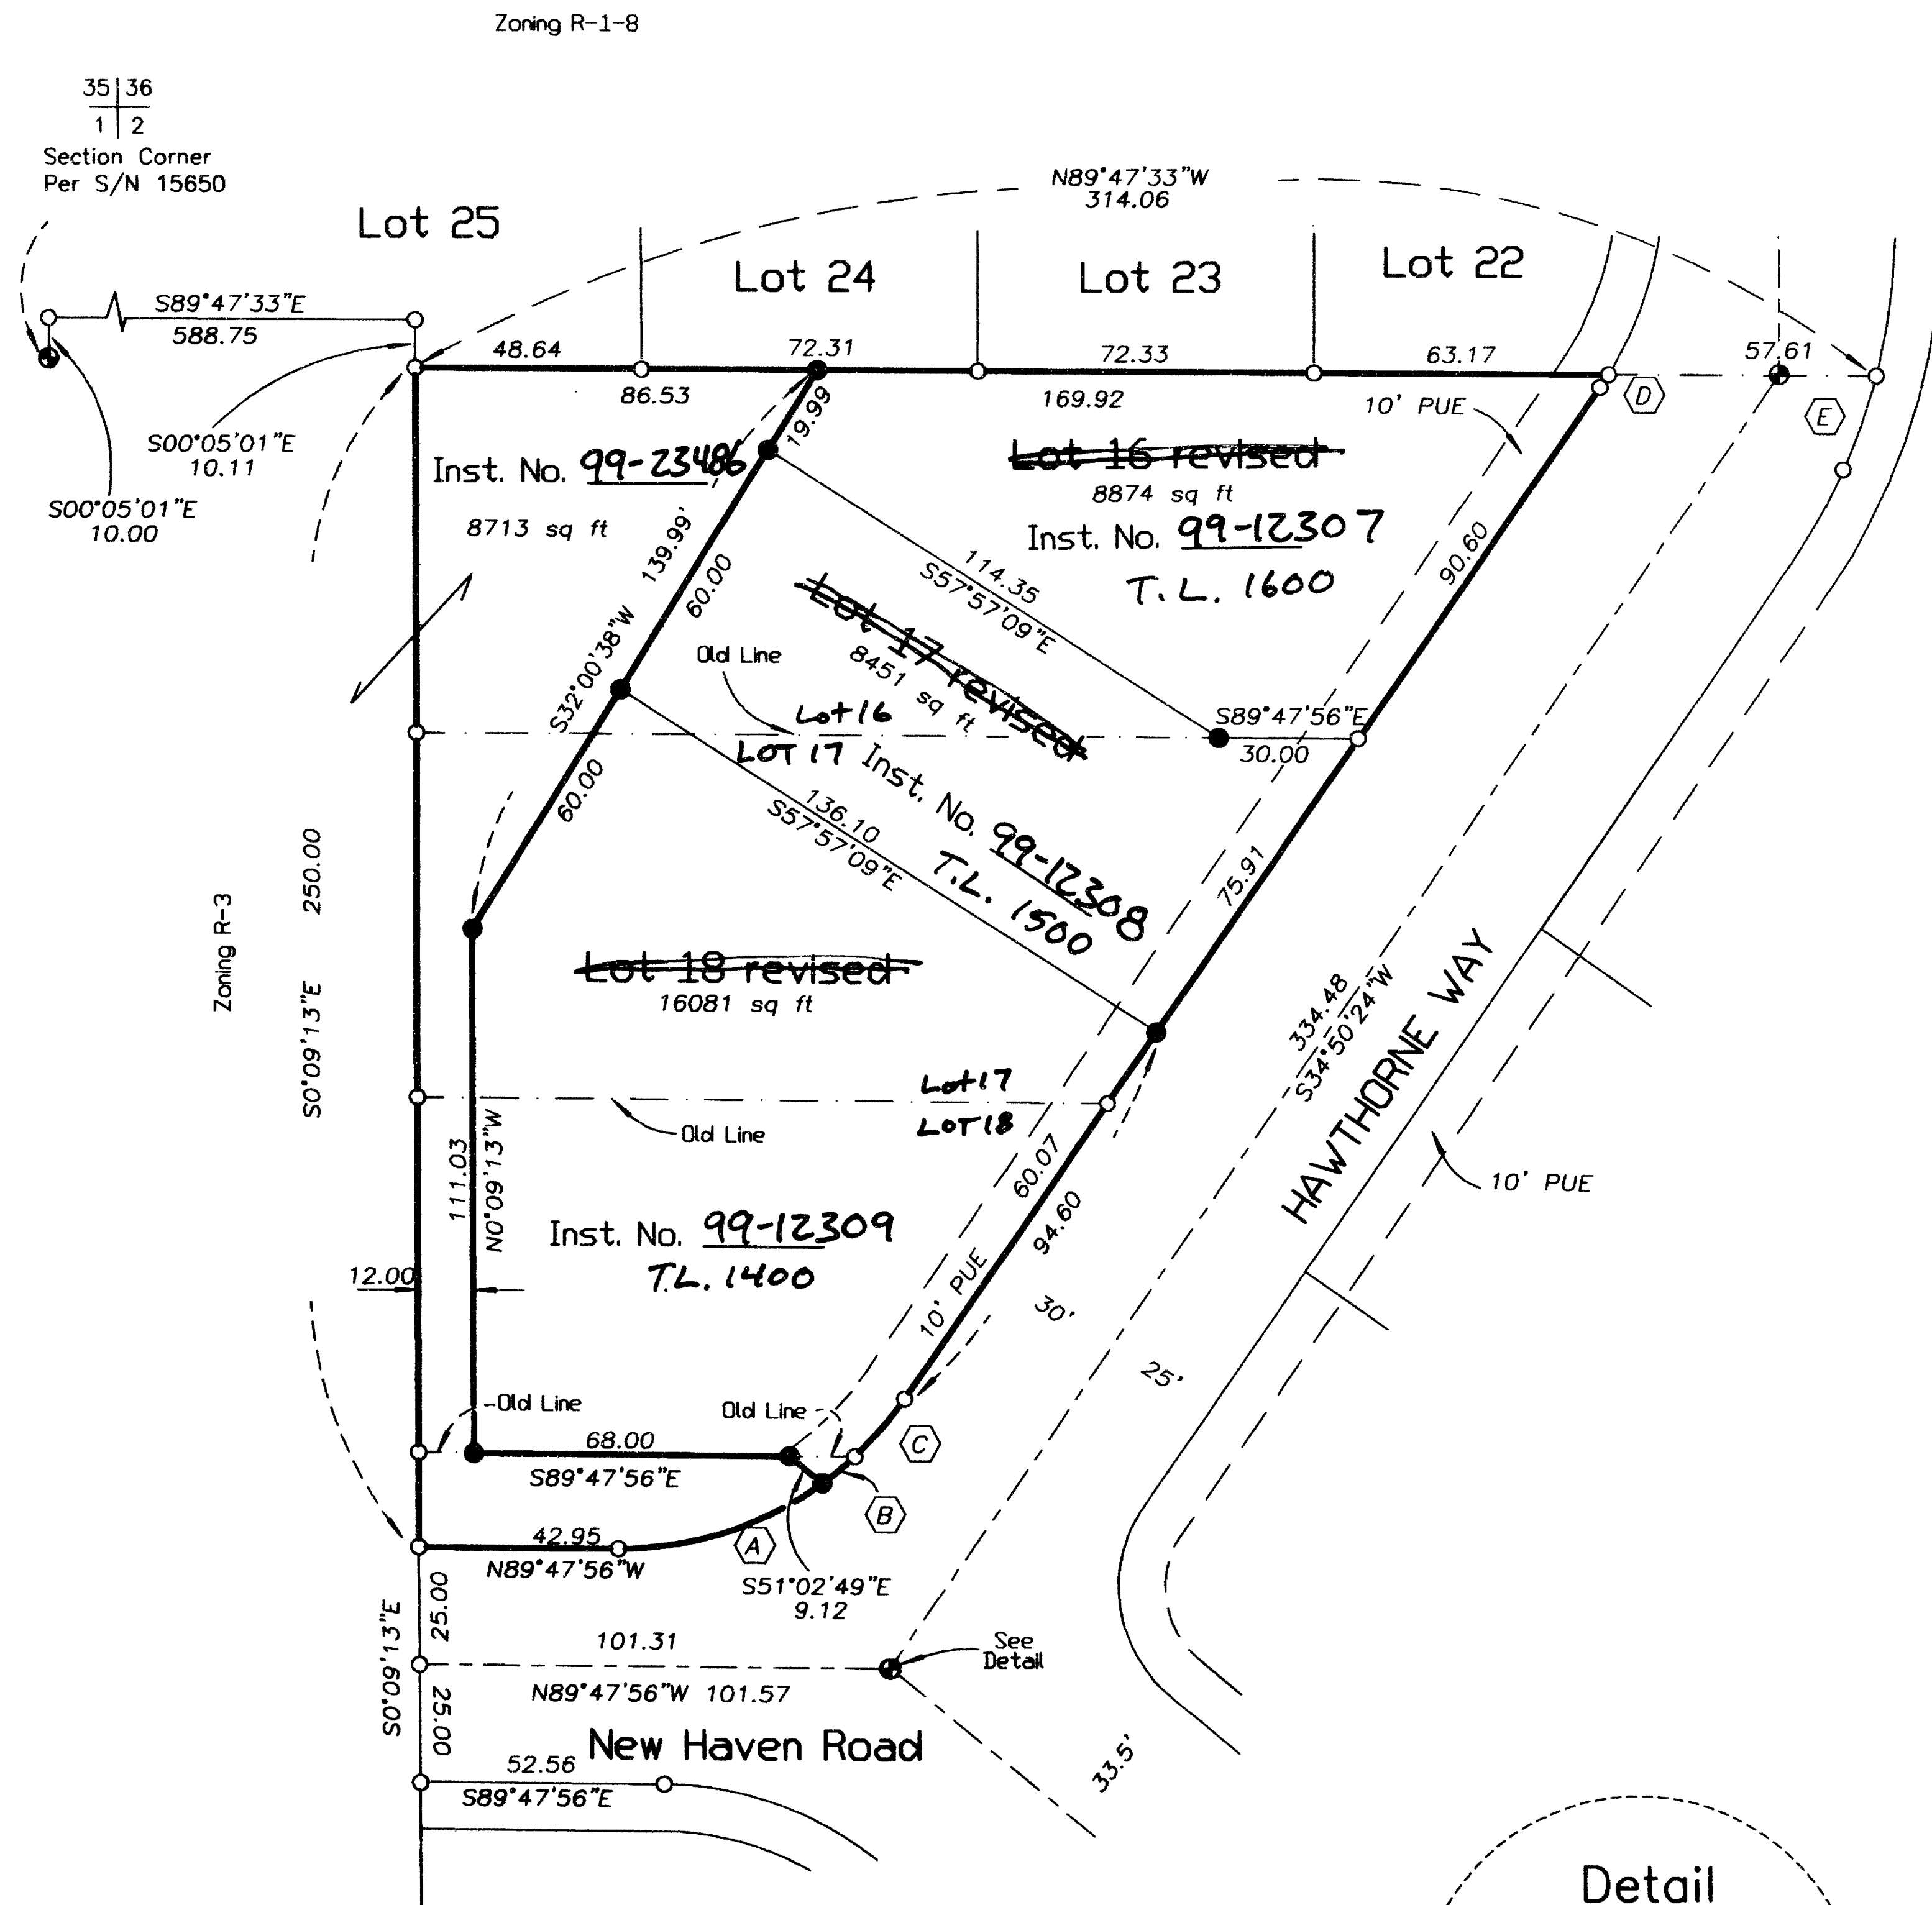 Zoning R-1-8
35 36
1 2
Section Corner
Per S/N 15650
N89°47'33"W
314.06
Lot 25
Lot 24
Lot 23
Lot 22
S89°47'33"E
588.75
48.64
72.31
72.33
63.17
57.61
86.53
169.92
10' PUE
D
E
S00°05'01"E
10.11
S00°05'01"E
10.00
19.99
Inst. No. 99-23486
8713 sq ft
Lot 16 revised
8874 sq ft
Inst. No. 99-12307
T.L. 1600
139.99'
60.00
S32°00'38"W
114.35
S57°57'09"E
90.60
Lot 17 revised
8451 sq ft
Old Line
Lot 16
LOT 17
S89°47'56"E
30.00
Inst. No. 99-12308
T.L. 1500
60.00
136.10
S57°57'09"E
75.91
Zoning R-3
S0°09'13"E 250.00
Lot 18 revised
16081 sq ft
334.48
S34°50'24"W
HAWTHORNE WAY
Lot 17
LOT 18
Old Line
111.03
N0°09'13"W
60.07
94.60
10' PUE
Inst. No. 99-12309
T.L. 1400
12.00
10' PUE
30'
25'
Old Line
Old Line
68.00
S89°47'56"E
C
B
A
42.95
N89°47'56"W
S51°02'49"E
9.12
S0°09'13"E
25.00
25.00
101.31
N89°47'56"W 101.57
See
Detail
New Haven Road
52.56
S89°47'56"E
33.5'
Detail